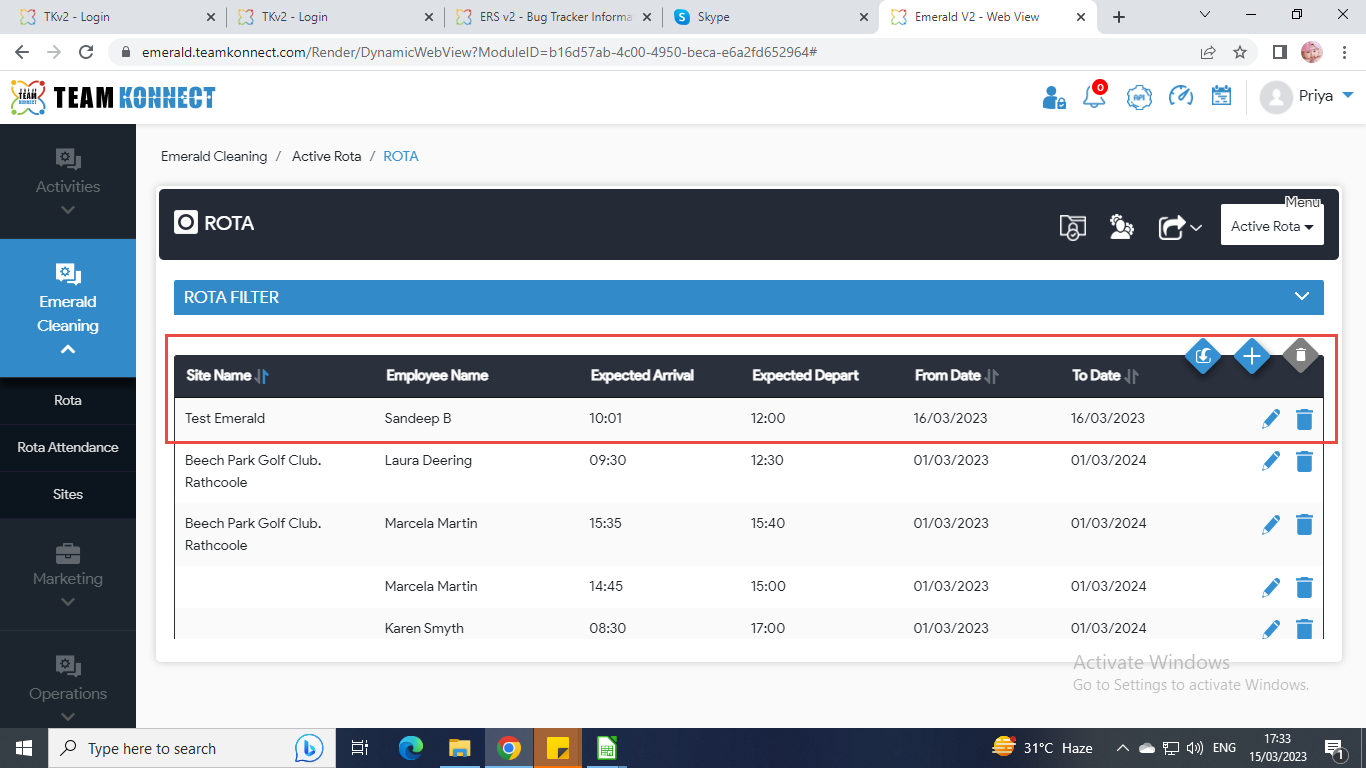 TKv2 - Login
TKv2 - Login
ERS v2 - Bug Tracker Informa
Skype
Emerald V2 - Web View
emerald.teamkonnect.com/Render/DynamicWebView?ModuleID=b16d57ab-4c00-4950-beca-e6a2fd652964#
TEAM KONNECT
API
0
Priya
Activities
Emerald Cleaning / Active Rota / ROTA
ROTA
Menu
Active Rota
Emerald
Cleaning
ROTA FILTER
Site Name Employee Name Expected Arrival Expected Depart From Date To Date
Test Emerald Sandeep B 10:01 12:00 16/03/2023 16/03/2023
Beech Park Golf Club. Laura Deering 09:30 12:30 01/03/2023 01/03/2024
Rathcoole
Beech Park Golf Club. Marcela Martin 15:35 15:40 01/03/2023 01/03/2024
Rathcoole
Marcela Martin 14:45 15:00 01/03/2023 01/03/2024
Karen Smyth 08:30 17:00 01/03/2023 01/03/2024
Rota
Rota Attendance
Sites
Marketing
Operations
Activate Windows
Go to Settings to activate Windows.
Type here to search
31°C Haze
ENG
17:33
15/03/2023
1